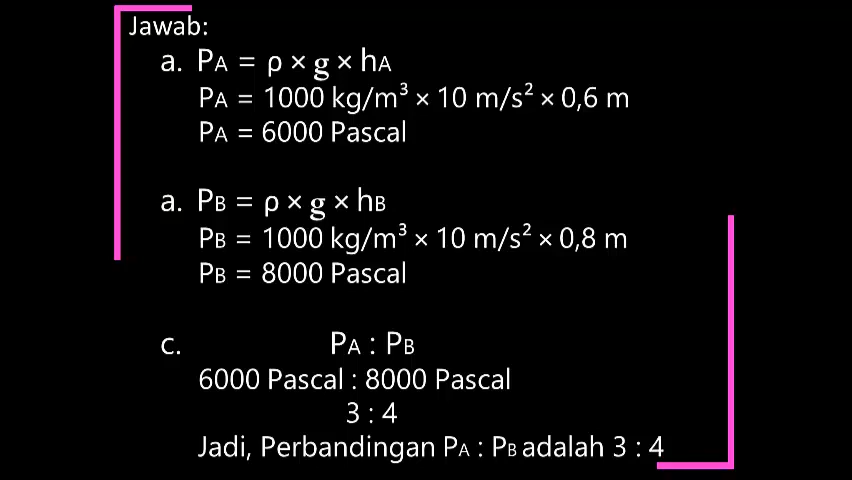 Jawab:
a. PA = ρ × g × hA
PA = 1000 kg/m³ × 10 m/s² × 0,6 m
PA = 6000 Pascal
a. PB = ρ × g × hB
PB = 1000 kg/m³ × 10 m/s² × 0,8 m
PB = 8000 Pascal
c. PA : PB
6000 Pascal : 8000 Pascal
3 : 4
Jadi, Perbandingan PA : PB adalah 3 : 4